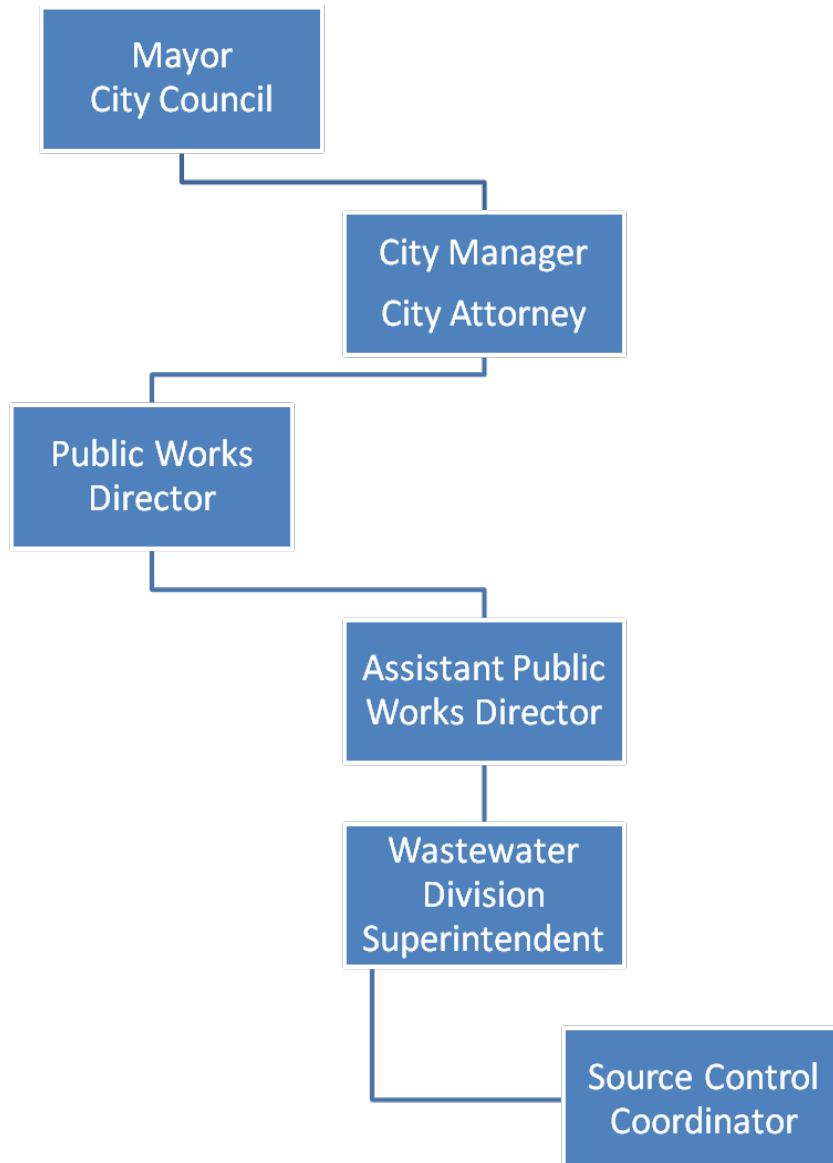 Mayor
City Council
City Manager
City Attorney
Public Works
Director
Assistant Public
Works Director
Wastewater
Division
Superintendent
Source Control
Coordinator